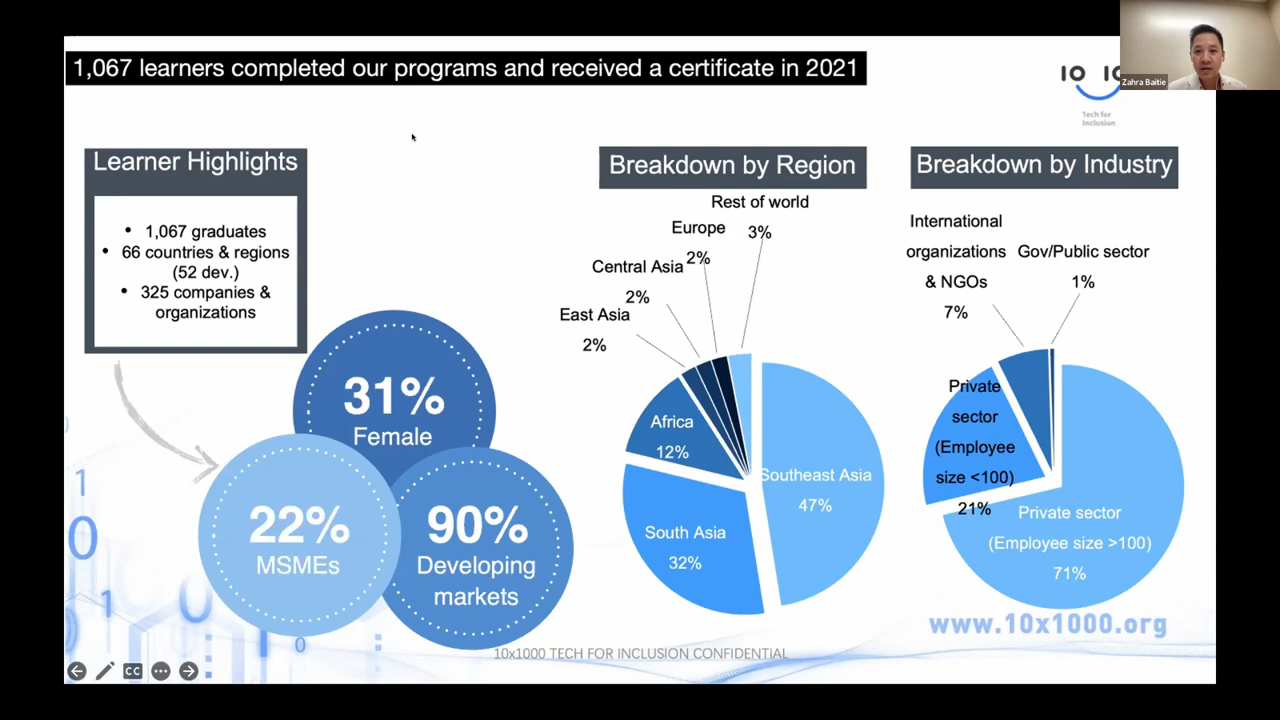 1,067 learners completed our programs and received a certificate in 2021
10 10
Tech for
Inclusion
Zahra Baitie
Learner Highlights
• 1,067 graduates
• 66 countries & regions
(52 dev.)
• 325 companies &
organizations
31%
Female
22%
MSMEs
90%
Developing
markets
Breakdown by Region
Rest of world
3%
Europe
2%
Central Asia
2%
East Asia
2%
Africa
12%
South Asia
32%
Southeast Asia
47%
Breakdown by Industry
International
organizations
& NGOs
7%
Gov/Public sector
1%
Private
sector
(Employee
size <100)
21%
Private sector
(Employee size >100)
71%
www.10x1000.org
10x1000 TECH FOR INCLUSION CONFIDENTIAL
CC